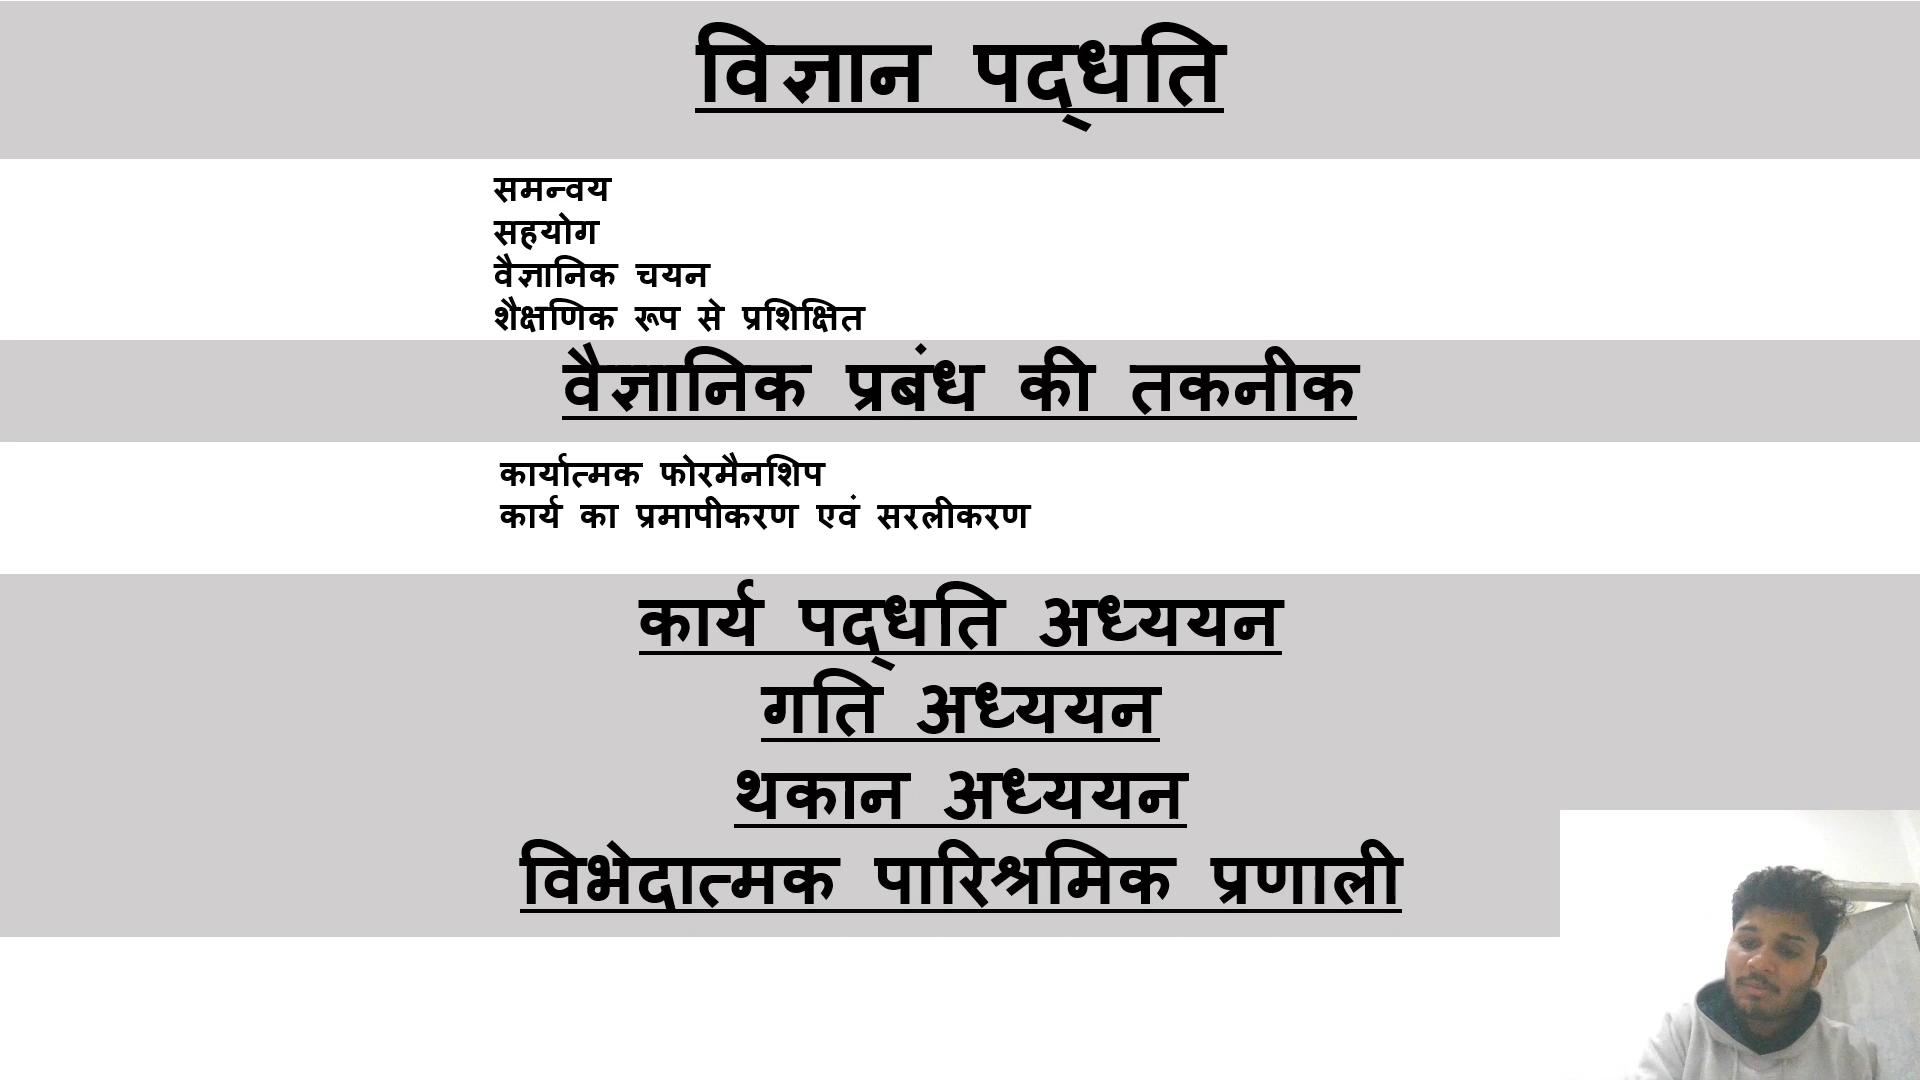 विज्ञान पद्धति
समन्वय
सहयोग
वैज्ञानिक चयन
शैक्षणिक रूप से प्रशिक्षित
वैज्ञानिक प्रबंध की तकनीक
कार्यात्मक फोरमैनशिप
कार्य का प्रमापीकरण एवं सरलीकरण
कार्य पद्धति अध्ययन
गति अध्ययन
थकान अध्ययन
विभेदात्मक पारिश्रमिक प्रणाली